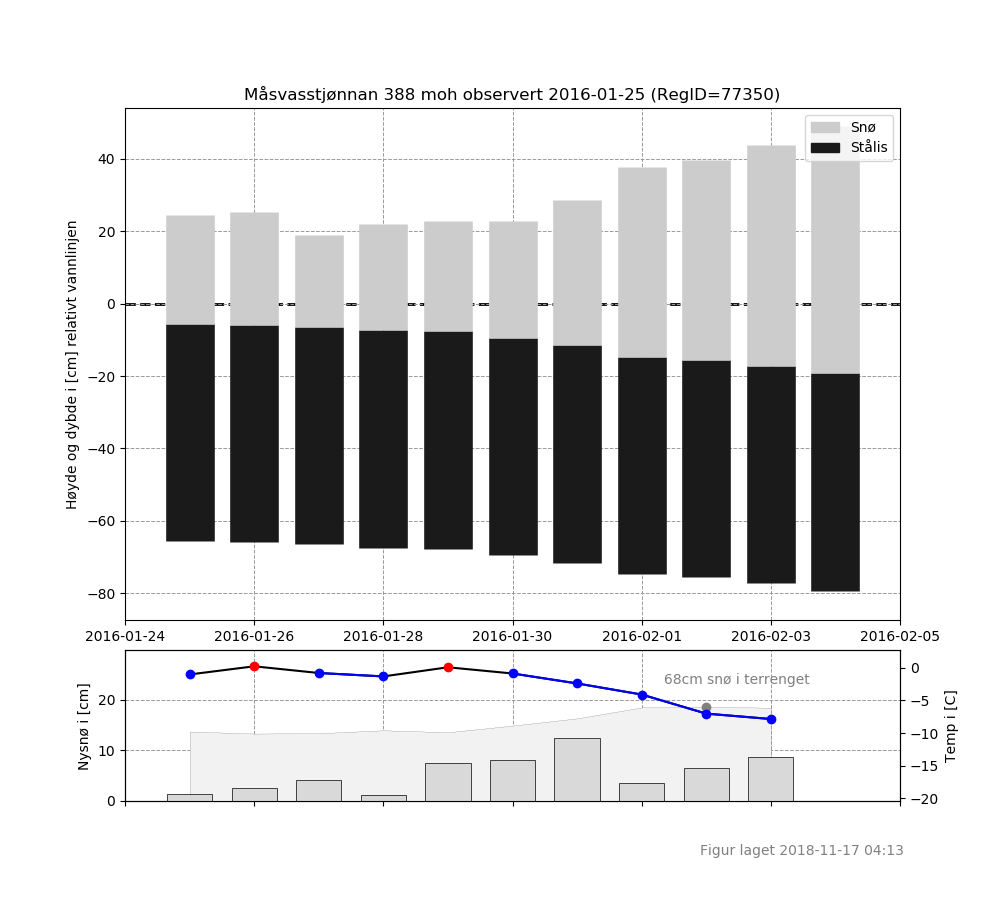 Måsvasstjønnan 388 moh observert 2016-01-25 (RegID=77350)
Snø
Stålis
Høyde og dybde i [cm] relativt vannlinjen
40
20
0
−20
−40
−60
−80
2016-01-24
2016-01-26
2016-01-28
2016-01-30
2016-02-01
2016-02-03
2016-02-05
68cm snø i terrenget
Nysnø i [cm]
20
10
0
Temp i [C]
0
−5
−10
−15
−20
Figur laget 2018-11-17 04:13